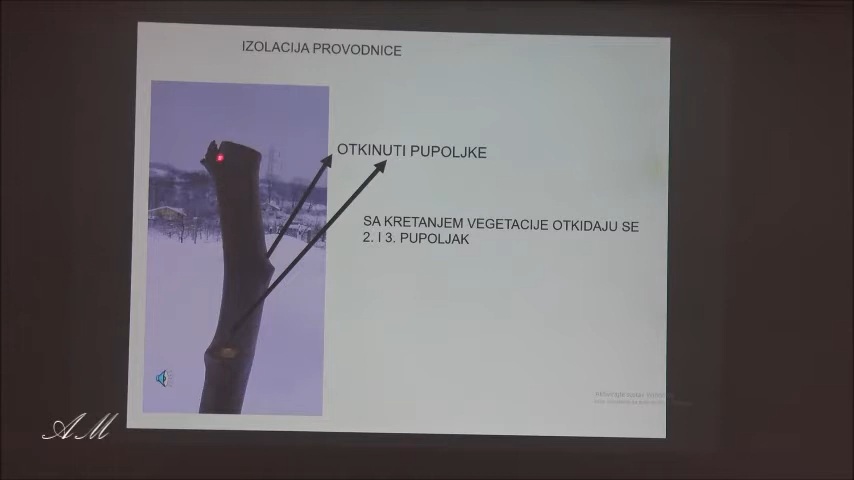 IZOLACIJA PROVODNICE
OTKINUTI PUPOLJKE
SA KRETANJEM VEGETACIJE OTKIDAJU SE
2. I 3. PUPOLJAK
AM